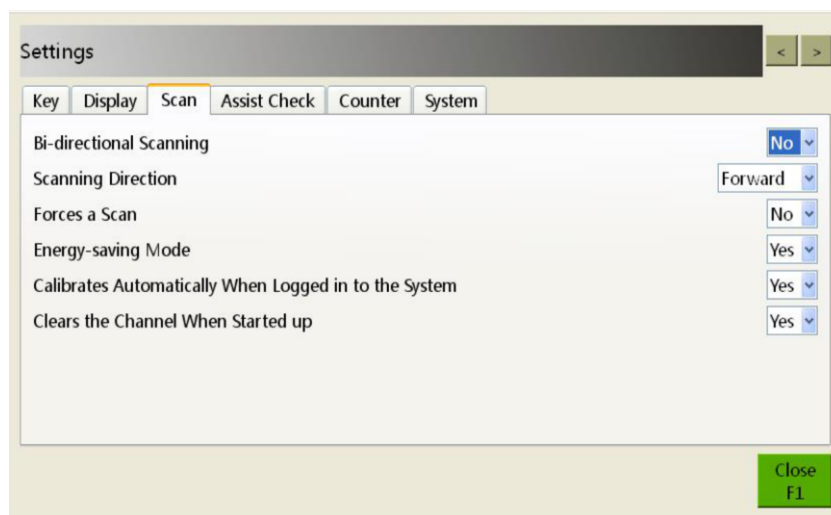 Settings
< >
Key Display Scan Assist Check Counter System
Bi-directional Scanning No
Scanning Direction Forward
Forces a Scan No
Energy-saving Mode Yes
Calibrates Automatically When Logged in to the System Yes
Clears the Channel When Started up Yes
Close
F1